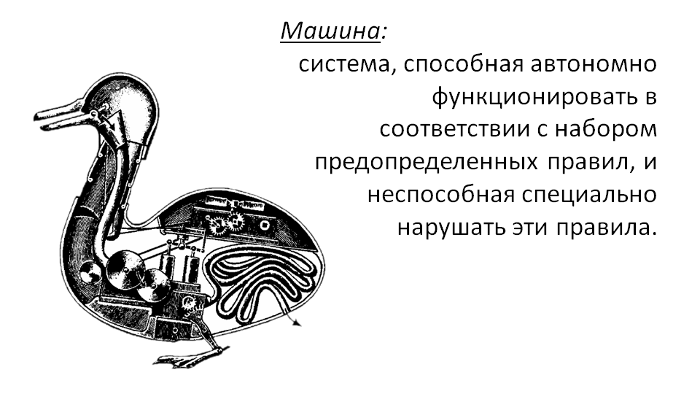 Машина:
система, способная автономно
функционировать в
соответствии с набором
предопределенных правил, и
неспособная специально
нарушать эти правила.